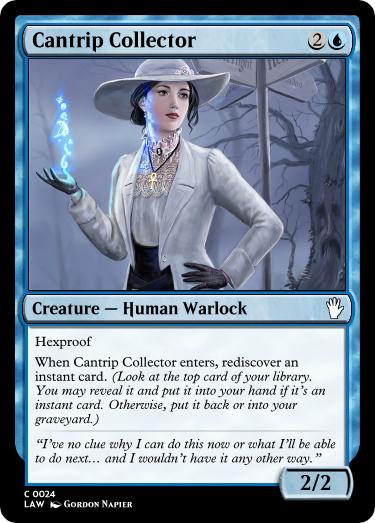 Cantrip Collector 2
Creature — Human Warlock
Hexproof
When Cantrip Collector enters, rediscover an
instant card. (Look at the top card of your library.
You may reveal it and put it into your hand if it's an
instant card. Otherwise, put it back or into your
graveyard.)
“I've no clue why I can do this now or what I'll be able
to do next… and I wouldn't have it any other way.”
2/2
C 0024
LAW Gordon Napier